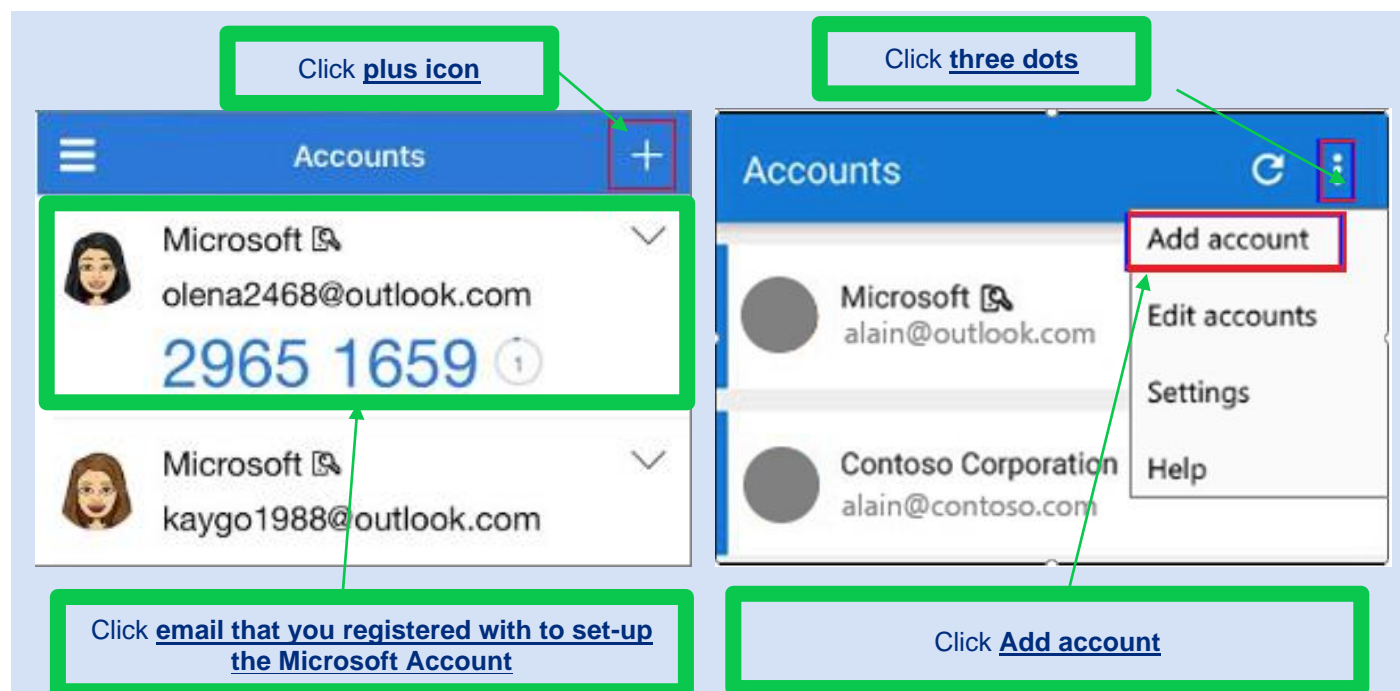 Click plus icon
Click three dots
Accounts
Microsoft
olena2468@outlook.com
2965 1659
1
Microsoft
kaygo1988@outlook.com
Accounts
Add account
Edit accounts
Settings
Help
Microsoft
alain@outlook.com
Contoso Corporation
alain@contoso.com
Click email that you registered with to set-up
the Microsoft Account
Click Add account